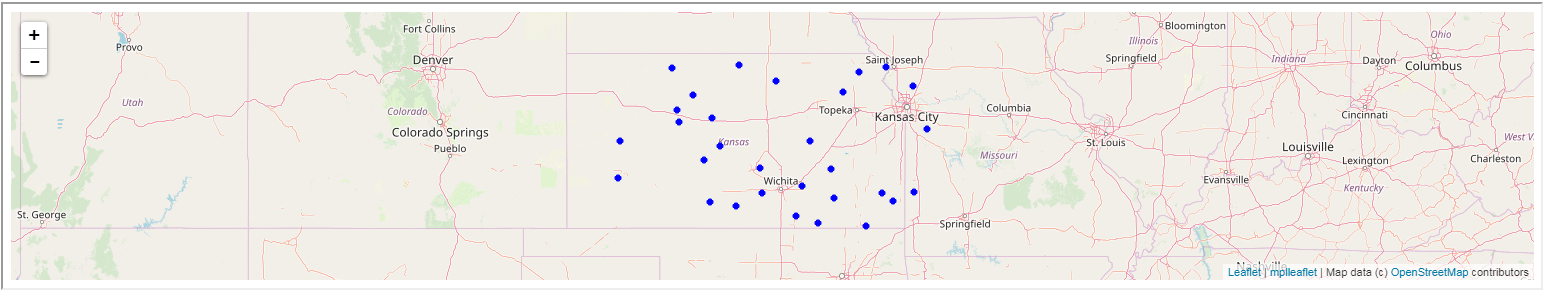 +
−
Provo
Utah
St. George
Fort Collins
Denver
Colorado
Colorado Springs
Pueblo
Saint Joseph
Topeka
Kansas City
Kansas
Wichita
Columbia
Missouri
Springfield
St. Louis
Bloomington
Illinois
Springfield
Indiana
Ohio
Dayton
Columbus
Cincinnati
West V
Louisville
Lexington
Charleston
Evansville
Kentucky
Nashville
Leaflet | mplleaflet | Map data (c) OpenStreetMap contributors